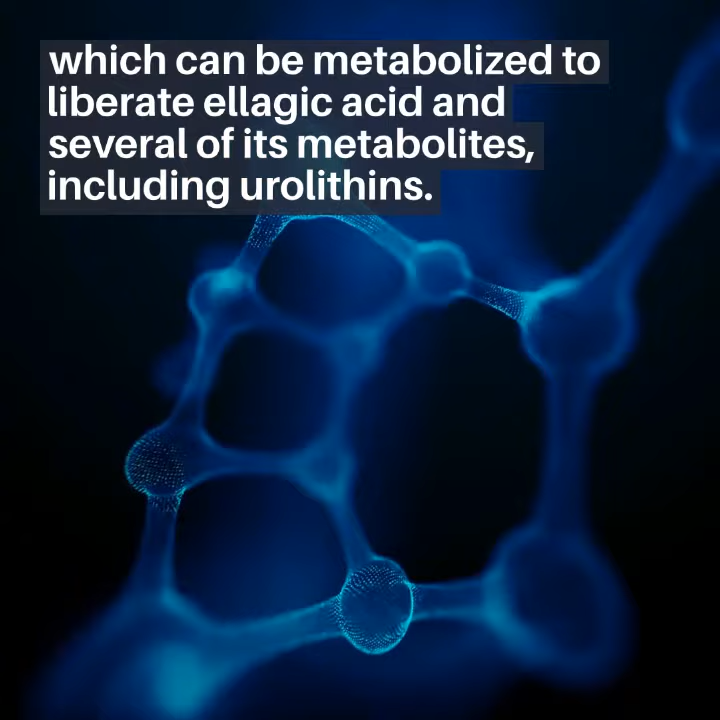 which can be metabolized to
liberate ellagic acid and
several of its metabolites,
including urolithins.